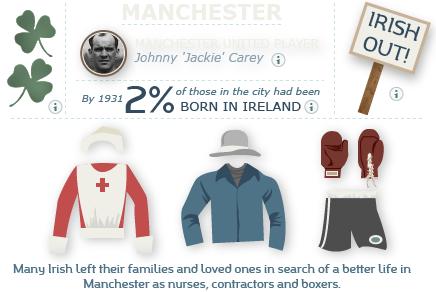 MANCHESTER
MANCHESTER UNITED PLAYER
Johnny 'Jackie' Carey
i
By 1931 2% of those in the city had been
BORN IN IRELAND
i
i
IRISH
OUT!
i
Many Irish left their families and loved ones in search of a better life in
Manchester as nurses, contractors and boxers.